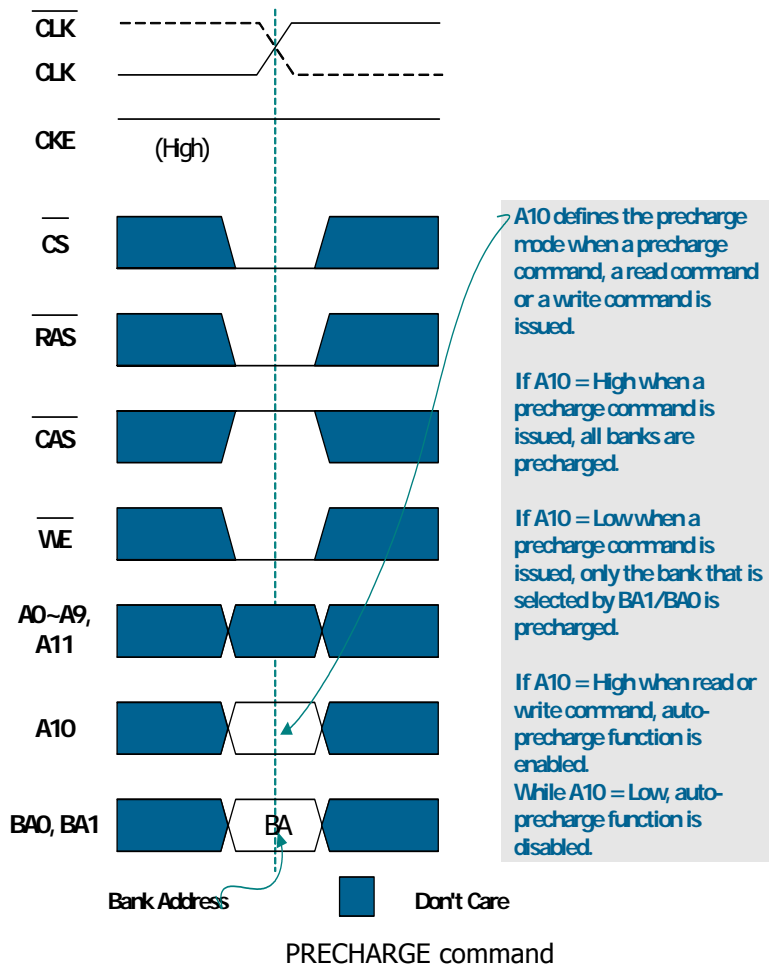 CLK
CLK
CKE
(High)
CS
RAS
CAS
WE
A0~A9,
A11
A10
BA0, BA1
BA
Bank Address
Don't Care
A10 defines the precharge
mode when a precharge
command, a read command
or a write command is
issued.
If A10 = High when a
precharge command is
issued, all banks are
precharged.
If A10 = Low when a
precharge command is
issued, only the bank that is
selected by BA1/BA0 is
precharged.
If A10 = High when read or
write command, auto-
precharge function is
enabled.
While A10 = Low, auto-
precharge function is
disabled.
PRECHARGE command